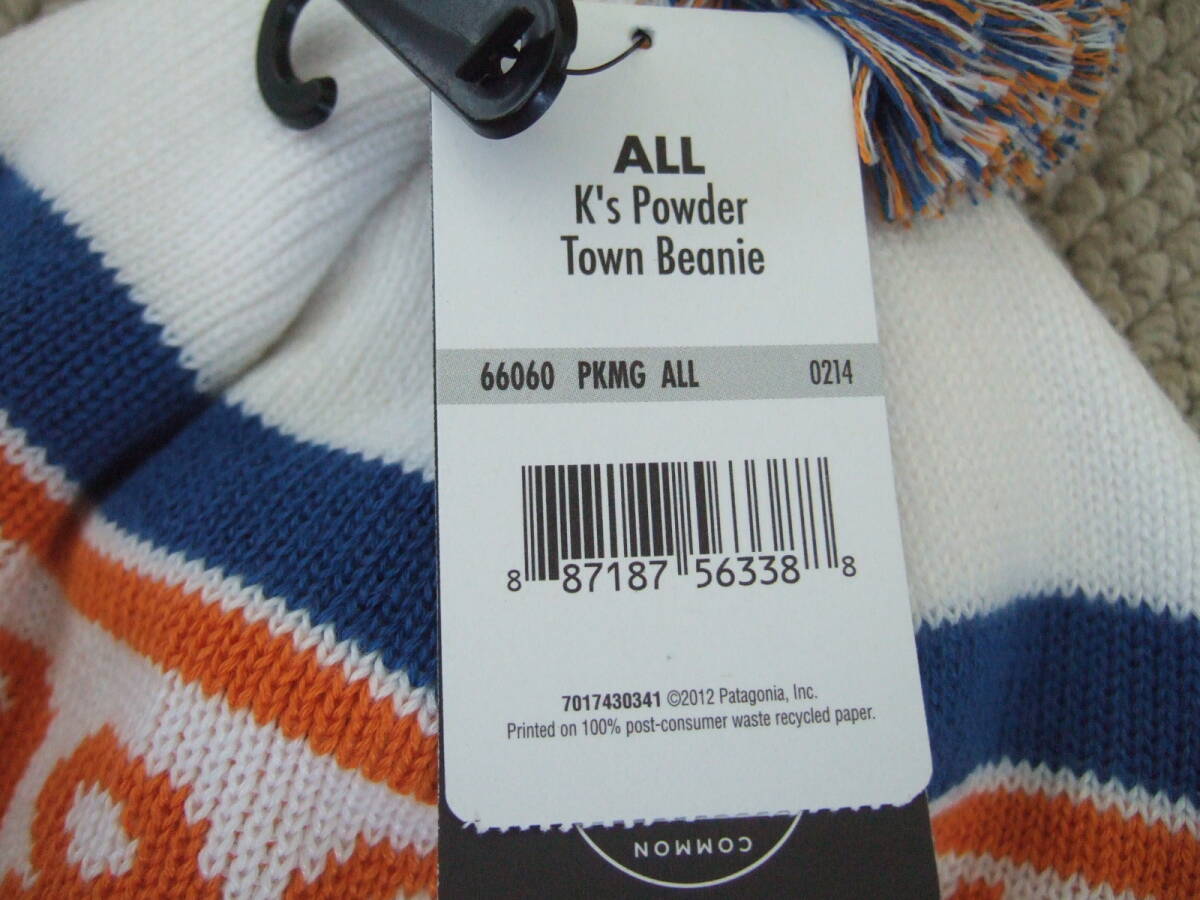 ALL
K's Powder
Town Beanie
66060 PKMG ALL 0214
8 87187 56338 8
7017430341 ©2012 Patagonia, Inc.
Printed on 100% post-consumer waste recycled paper.
COMMON